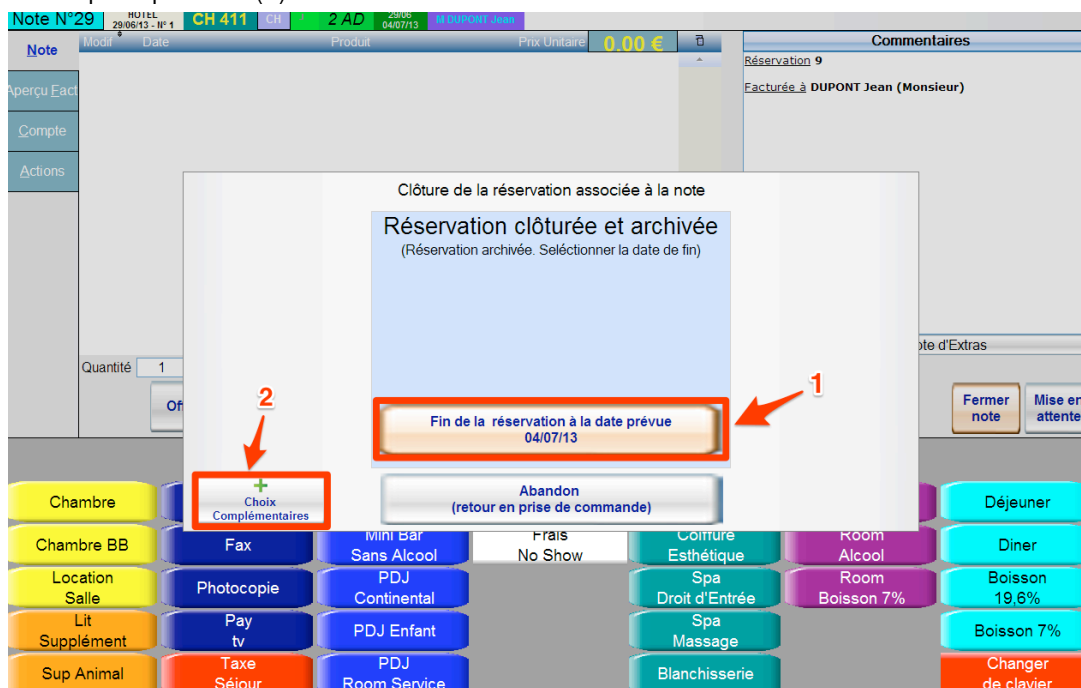 Note N°29
HOTEL
29/06/13 - N° 1
CH 411
CH
2 AD
29/06
04/07/13
M DUPONT Jean
Note
Modif
Date
Produit
Prix Unitaire
0.00 €
Commentaires
Réservation 9
Facturée à DUPONT Jean (Monsieur)
Aperçu Fact
Compte
Actions
Clôture de la réservation associée à la note
Réservation clôturée et archivée
(Réservation archivée. Seléctionner la date de fin)
Quantité
1
Of
2
1
Fin de la réservation à la date prévue
04/07/13
ote d'Extras
Fermer
note
Mise en
attente
+
Choix
Complémentaires
Abandon
(retour en prise de commande)
Chambre
Déjeuner
Chambre BB
Fax
Mini Bar
Sans Alcool
Frais
No Show
Coiffure
Esthétique
Room
Alcool
Diner
Location
Salle
Photocopie
PDJ
Continental
Spa
Droit d'Entrée
Room
Boisson 7%
Boisson
19,6%
Lit
Supplément
Pay
tv
PDJ Enfant
Spa
Massage
Boisson 7%
Sup Animal
Taxe
Séjour
PDJ
Room Service
Blanchisserie
Changer
de clavier